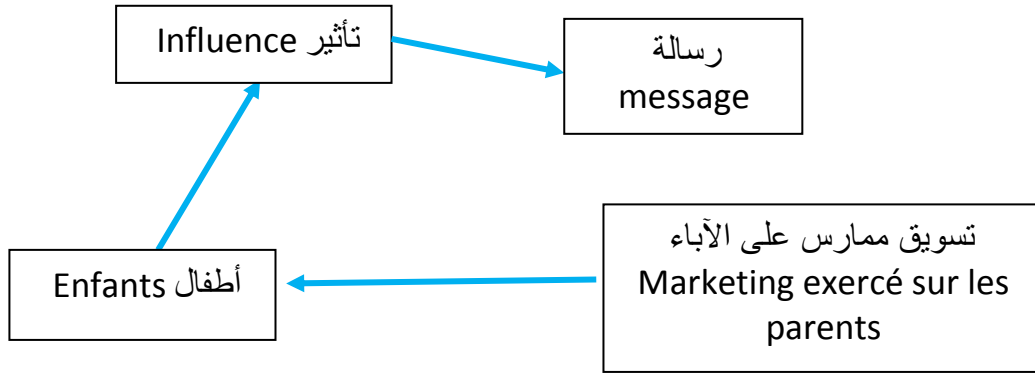 تأثير Influence
رسالة
message
تسويق ممارس على الآباء
Marketing exercé sur les
parents
أطفال Enfants